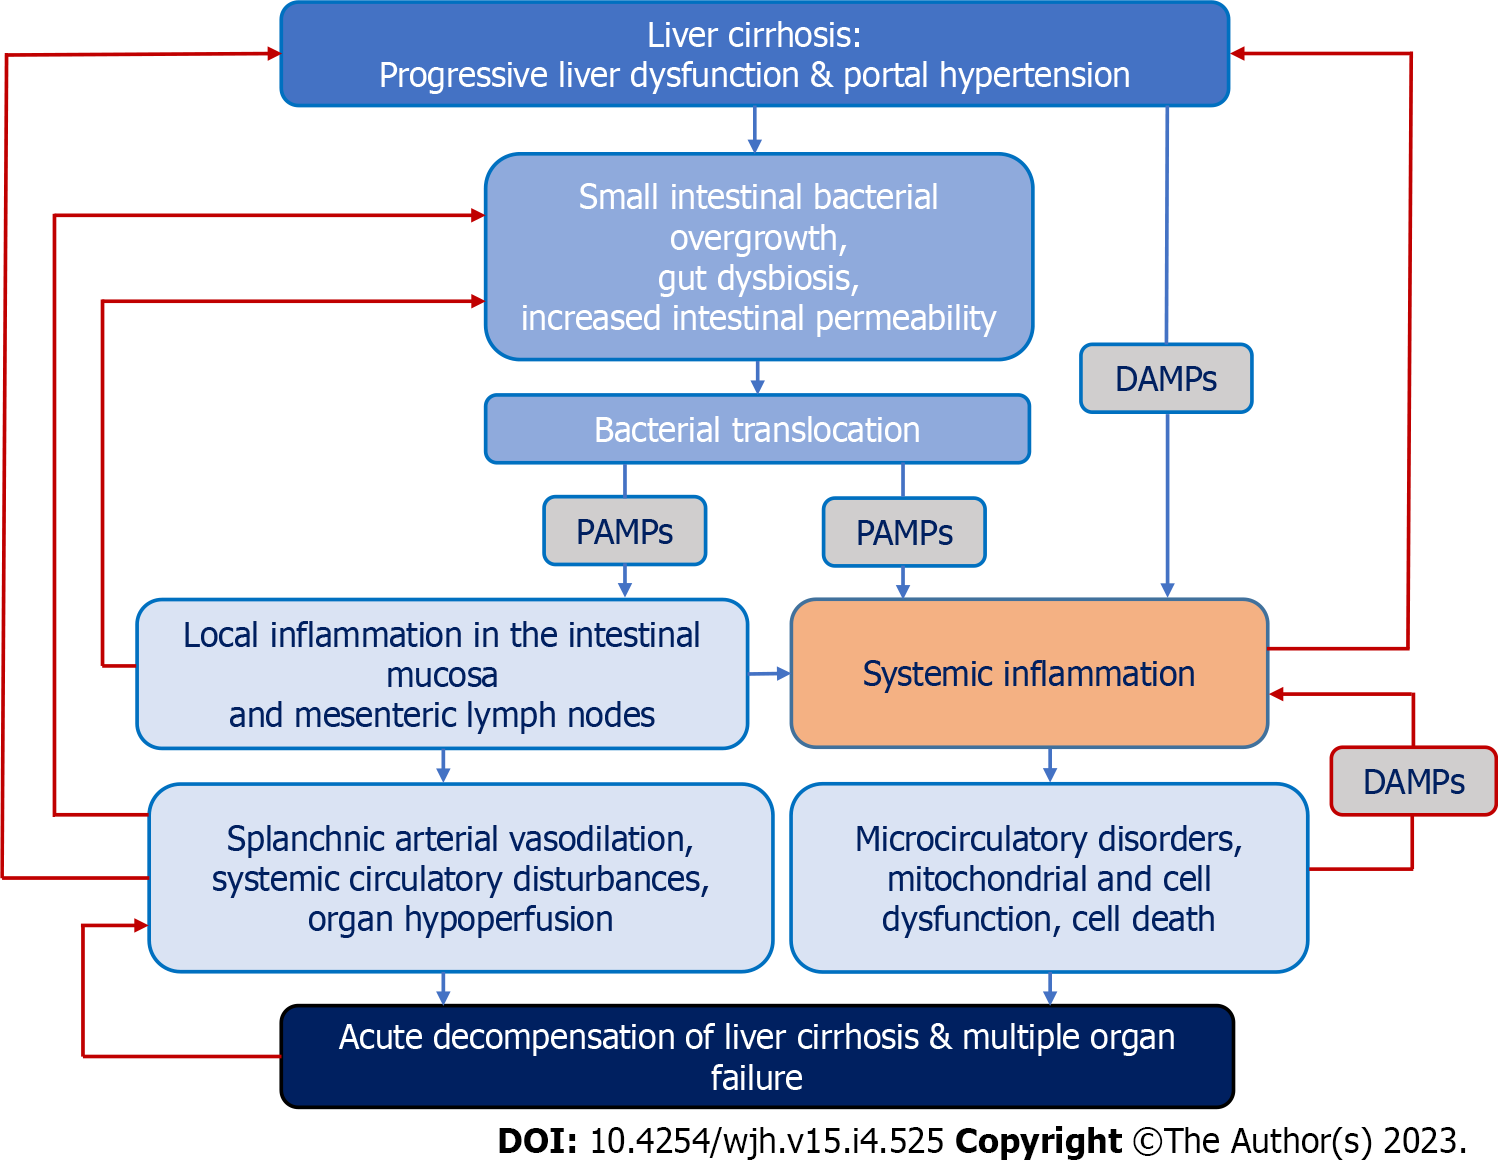 Liver cirrhosis:
Progressive liver dysfunction & portal hypertension
Small intestinal bacterial
overgrowth,
gut dysbiosis,
increased intestinal permeability
DAMPs
Bacterial translocation
PAMPs
PAMPs
Local inflammation in the intestinal
mucosa
and mesenteric lymph nodes
Systemic inflammation
DAMPs
Splanchnic arterial vasodilation,
systemic circulatory disturbances,
organ hypoperfusion
Microcirculatory disorders,
mitochondrial and cell
dysfunction, cell death
Acute decompensation of liver cirrhosis & multiple organ
failure
DOI: 10.4254/wjh.v15.i4.525 Copyright ©The Author(s) 2023.